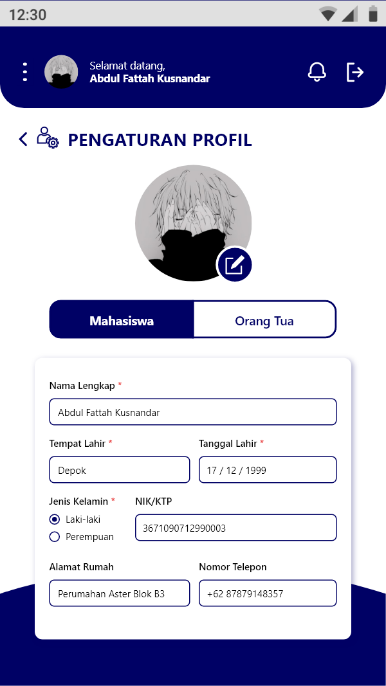 12:30
Selamat datang,
Abdul Fattah Kusnandar
PENGATURAN PROFIL
Mahasiswa
Orang Tua
Nama Lengkap *
Abdul Fattah Kusnandar
Tempat Lahir *
Tanggal Lahir *
Depok
17 / 12 / 1999
Jenis Kelamin *
NIK/KTP
Laki-laki
3671090712990003
Perempuan
Alamat Rumah
Nomor Telepon
Perumahan Aster Blok B3
+62 87879148357